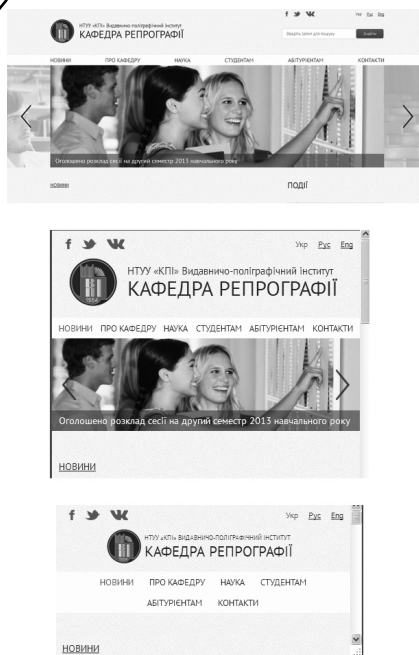 Укр Рус Eng
НТУУ «КПІ» Видавничо-поліграфічний інститут
КАФЕДРА РЕПРОГРАФІЇ
Введіть запит для пошуку
Знайти
НОВИНИ ПРО КАФЕДРУ НАУКА СТУДЕНТАМ АБІТУРІЄНТАМ КОНТАКТИ
Оголошено розклад сесії на другий семестр 2013 навчального року
НОВИНИ ПОДІЇ
Укр Рус Eng
НТУУ «КПІ» Видавничо-поліграфічний інститут
КАФЕДРА РЕПРОГРАФІЇ
1954
НОВИНИ ПРО КАФЕДРУ НАУКА СТУДЕНТАМ АБІТУРІЄНТАМ КОНТАКТИ
Оголошено розклад сесії на другий семестр 2013 навчального року
НОВИНИ
Укр Рус Eng
НТУУ «КПІ» ВИДАВНИЧО-ПОЛІГРАФІЧНИЙ ІНСТИТУТ
КАФЕДРА РЕПРОГРАФІЇ
НОВИНИ ПРО КАФЕДРУ НАУКА СТУДЕНТАМ
АБІТУРІЄНТАМ КОНТАКТИ
НОВИНИ